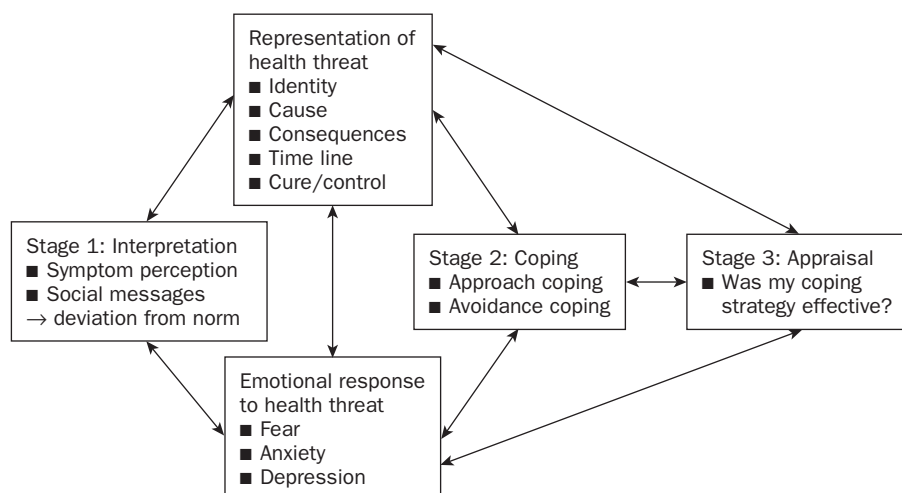 Representation of
health threat
■ Identity
■ Cause
■ Consequences
■ Time line
■ Cure/control
Stage 1: Interpretation
■ Symptom perception
■ Social messages
→ deviation from norm
Stage 2: Coping
■ Approach coping
■ Avoidance coping
Stage 3: Appraisal
■ Was my coping
strategy effective?
Emotional response
to health threat
■ Fear
■ Anxiety
■ Depression